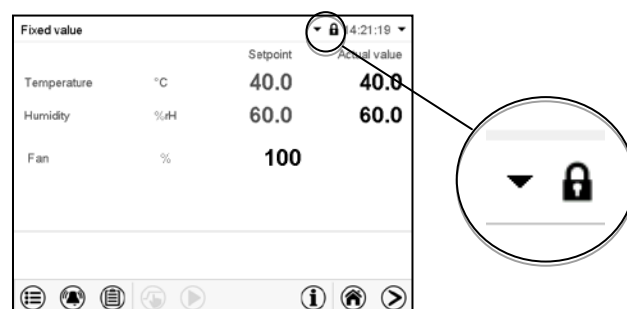 Fixed value 14:21:19
Setpoint Actual value
Temperature °C 40.0 40.0
Humidity %rH 60.0 60.0
Fan % 100